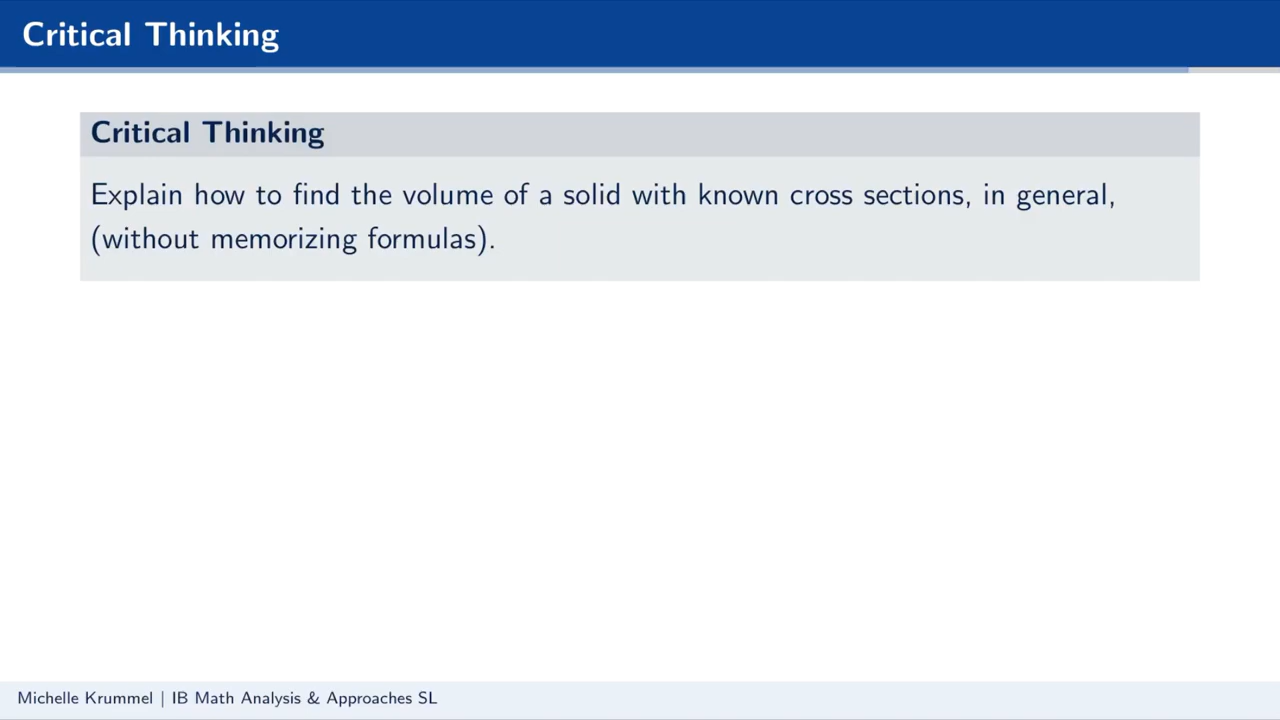 Critical Thinking
Critical Thinking
Explain how to find the volume of a solid with known cross sections, in general,
(without memorizing formulas).
Michelle Krummel | IB Math Analysis & Approaches SL